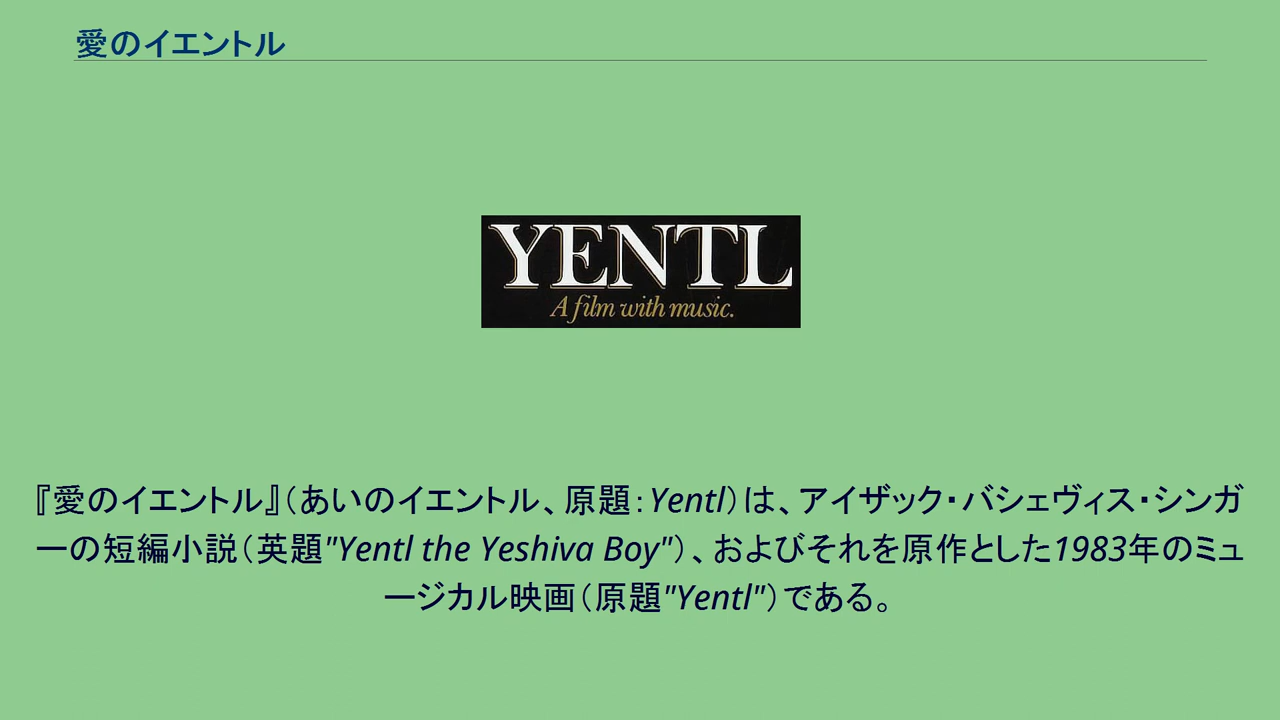 愛のイエントル
YENTL
A film with music.
『愛のイエントル』（あいのイエントル、原題：Yentl）は、アイザック・バシェヴィス・シンガ
ーの短編小説（英題"Yentl the Yeshiva Boy"）、およびそれを原作とした1983年のミュ
ージカル映画（原題"Yentl"）である。